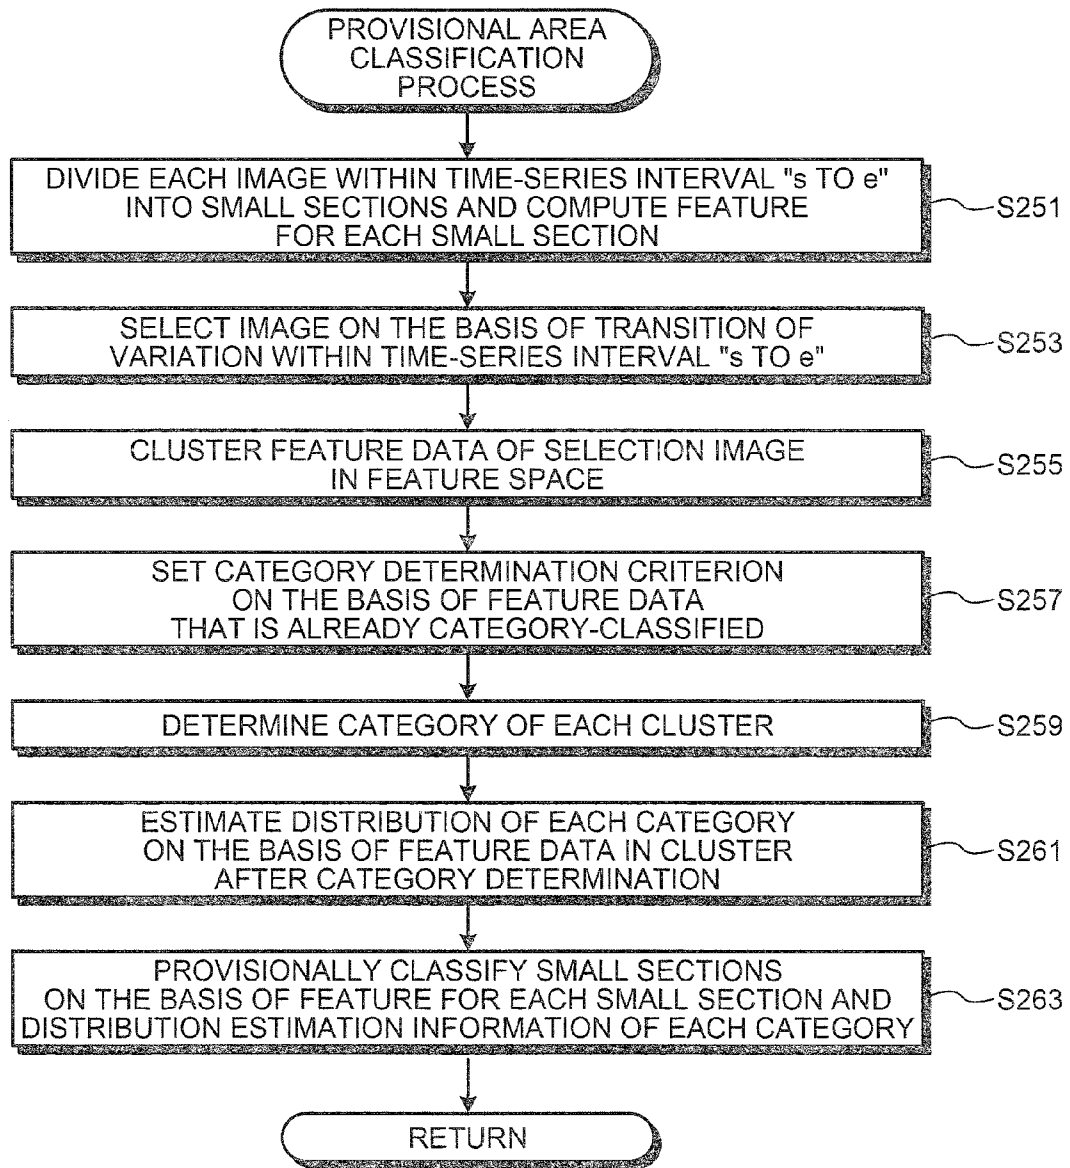 PROVISIONAL AREA
CLASSIFICATION
PROCESS
DIVIDE EACH IMAGE WITHIN TIME-SERIES INTERVAL "s TO e"
INTO SMALL SECTIONS AND COMPUTE FEATURE
FOR EACH SMALL SECTION
S251
SELECT IMAGE ON THE BASIS OF TRANSITION OF
VARIATION WITHIN TIME-SERIES INTERVAL "s TO e"
S253
CLUSTER FEATURE DATA OF SELECTION IMAGE
IN FEATURE SPACE
S255
SET CATEGORY DETERMINATION CRITERION
ON THE BASIS OF FEATURE DATA
THAT IS ALREADY CATEGORY-CLASSIFIED
S257
DETERMINE CATEGORY OF EACH CLUSTER
S259
ESTIMATE DISTRIBUTION OF EACH CATEGORY
ON THE BASIS OF FEATURE DATA IN CLUSTER
AFTER CATEGORY DETERMINATION
S261
PROVISIONALLY CLASSIFY SMALL SECTIONS
ON THE BASIS OF FEATURE FOR EACH SMALL SECTION AND
DISTRIBUTION ESTIMATION INFORMATION OF EACH CATEGORY
S263
RETURN